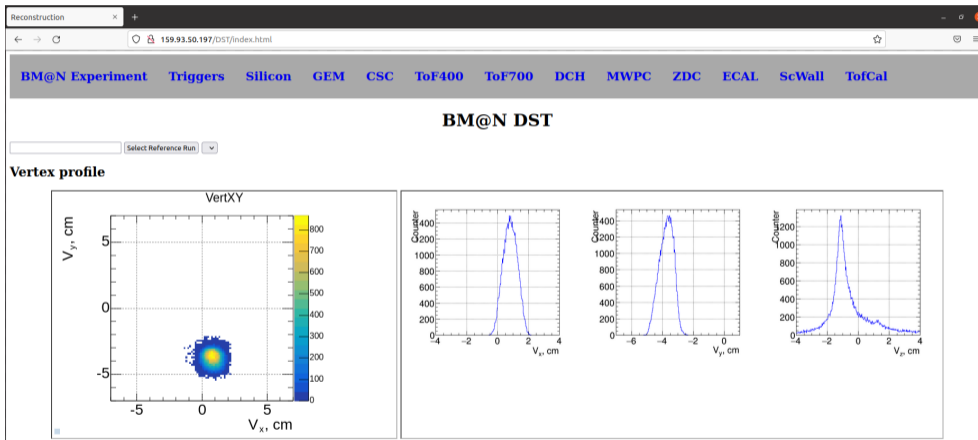 Reconstruction × +
159.93.50.197/DST/index.html
BM@N Experiment Triggers Silicon GEM CSC ToF400 ToF700 DCH MWPC ZDC ECAL ScWall TofCal
BM@N DST
Select Reference Run
Vertex profile
VertXY
Vy, cm
5
0
-5
-5 0 5
Vx, cm
800
700
600
500
400
300
200
100
0
Counter
1400
1200
1000
800
600
400
200
0
−4 −2 0 2 4
Vx, cm
Counter
1400
1200
1000
800
600
400
200
0
−6 −4 −2 0
Vy, cm
Counter
1200
1000
800
600
400
200
−4 −2 0 2 4
Vz, cm